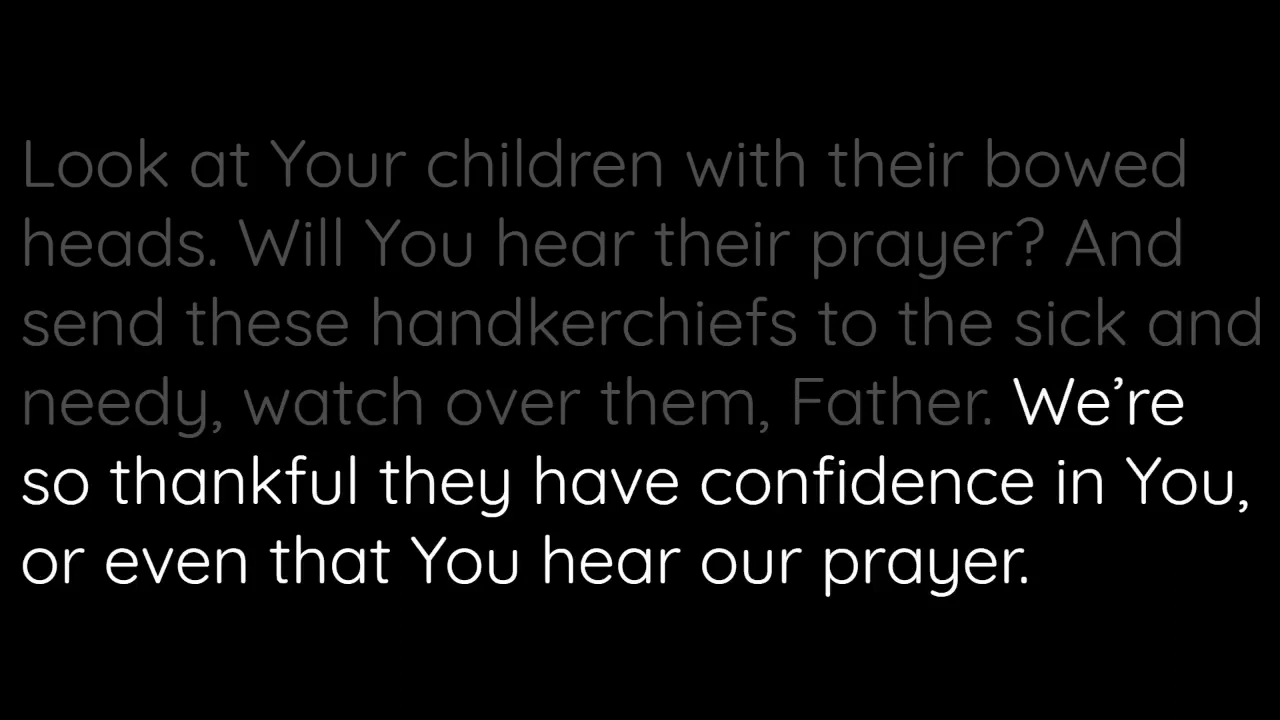 Look at Your children with their bowed
heads. Will You hear their prayer? And
send these handkerchiefs to the sick and
needy, watch over them, Father. We’re
so thankful they have confidence in You,
or even that You hear our prayer.